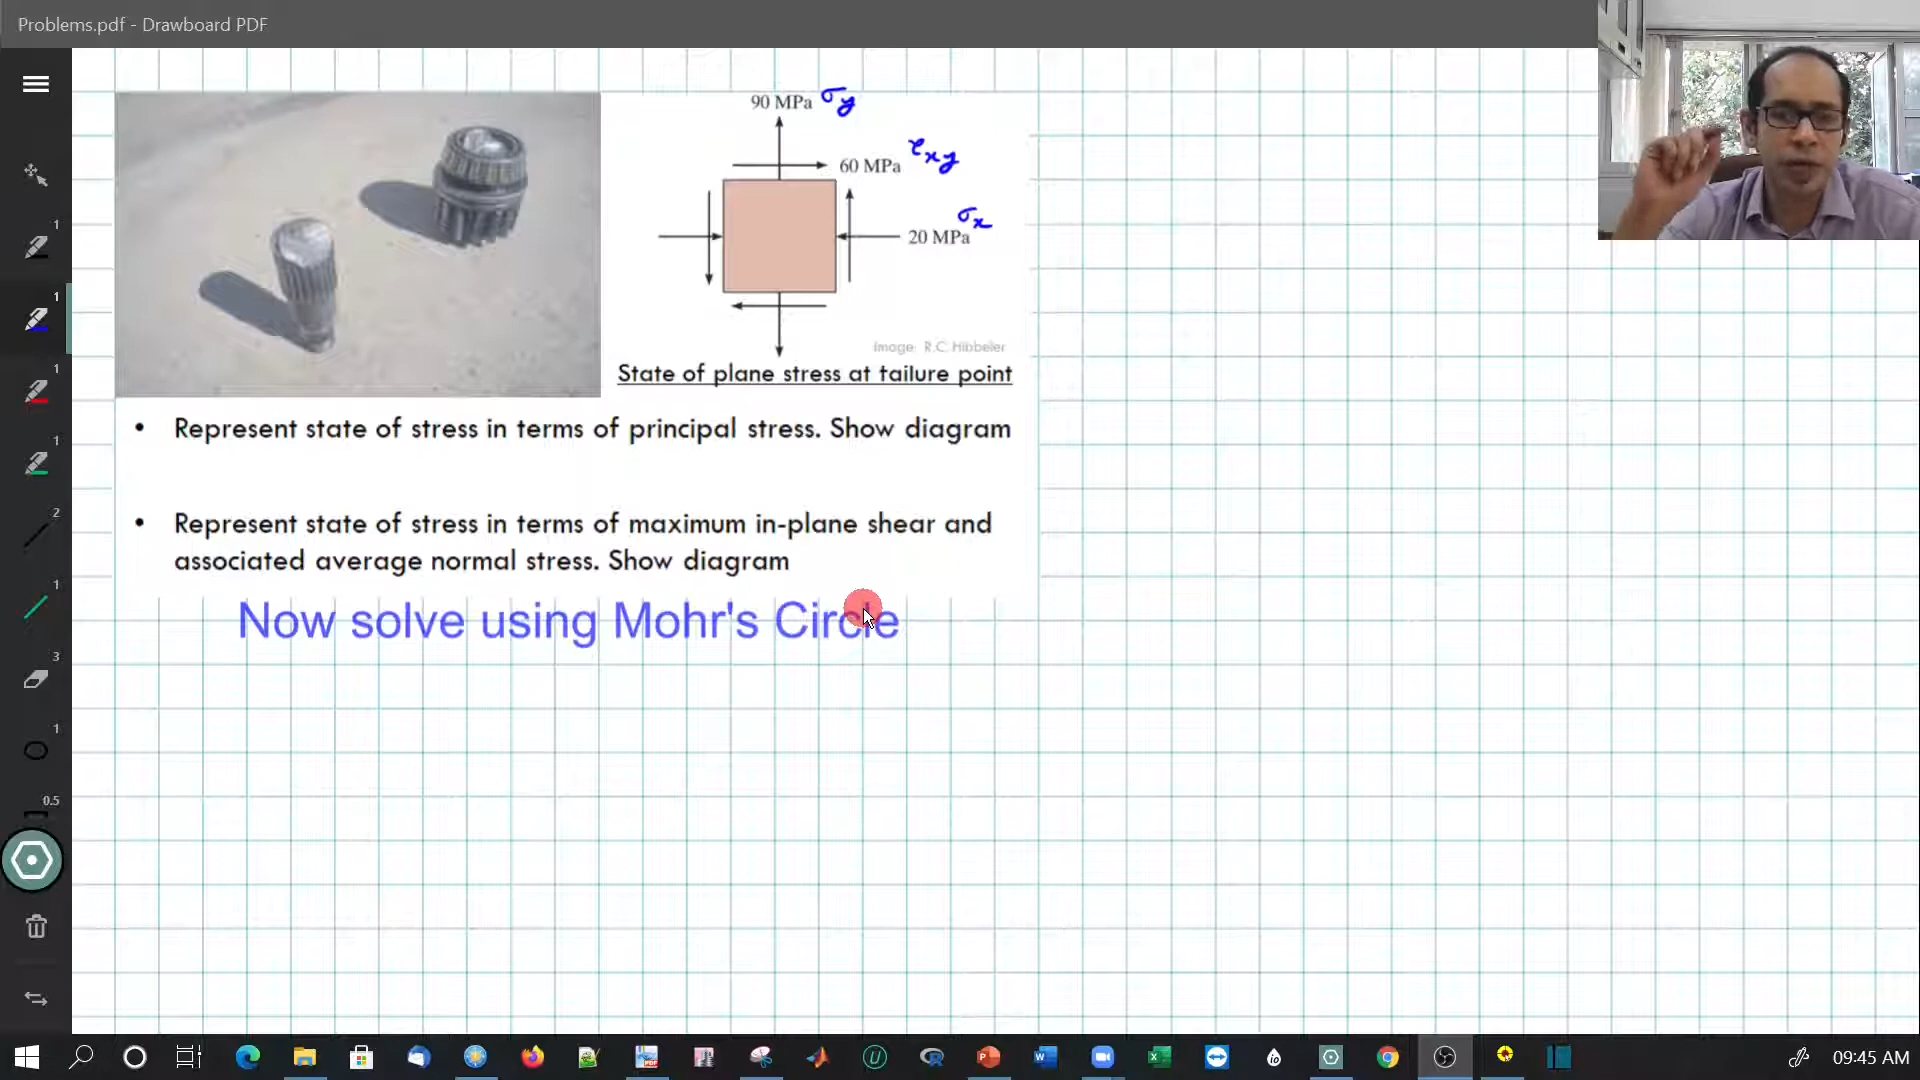 Problems.pdf - Drawboard PDF
90 MPa σy
60 MPa τxy
σx
20 MPa
Image: R.C. Hibbeler
State of plane stress at failure point
• Represent state of stress in terms of principal stress. Show diagram
• Represent state of stress in terms of maximum in-plane shear and
associated average normal stress. Show diagram
Now solve using Mohr's Circle
1
1
1
1
2
1
3
1
0.5
09:45 AM